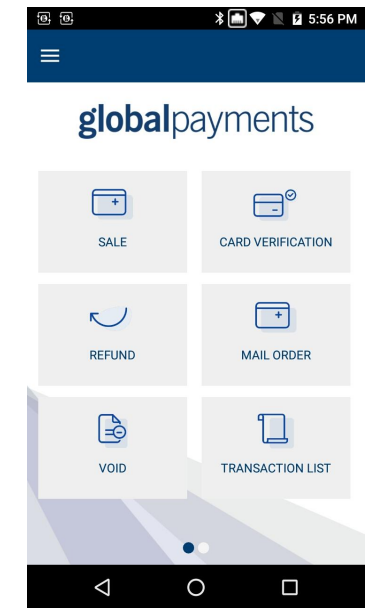 5:56 PM
globalpayments
SALE
CARD VERIFICATION
REFUND
MAIL ORDER
VOID
TRANSACTION LIST